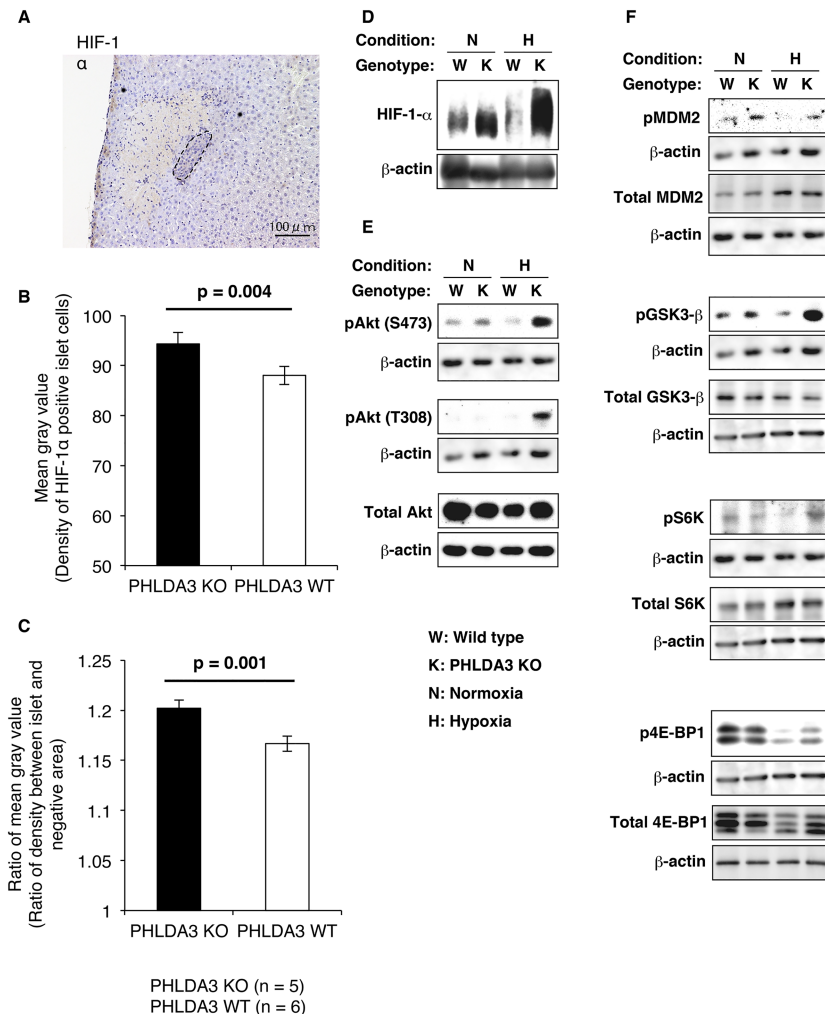 A
HIF-1
α
100μm
B
p = 0.004
Mean gray value
(Density of HIF-1α positive islet cells)
100
90
80
70
60
50
PHLDA3 KO PHLDA3 WT
C
p = 0.001
Ratio of mean gray value
(Ratio of density between islet and
negative area)
1.25
1.2
1.15
1.1
1.05
1
PHLDA3 KO PHLDA3 WT
PHLDA3 KO (n = 5)
PHLDA3 WT (n = 6)
D
Condition: N H
Genotype: W K W K
HIF-1-α
β-actin
E
Condition: N H
Genotype: W K W K
pAkt (S473)
β-actin
pAkt (T308)
β-actin
Total Akt
β-actin
W: Wild type
K: PHLDA3 KO
N: Normoxia
H: Hypoxia
F
Condition: N H
Genotype: W K W K
pMDM2
β-actin
Total MDM2
β-actin
pGSK3-β
β-actin
Total GSK3-β
β-actin
pS6K
β-actin
Total S6K
β-actin
p4E-BP1
β-actin
Total 4E-BP1
β-actin